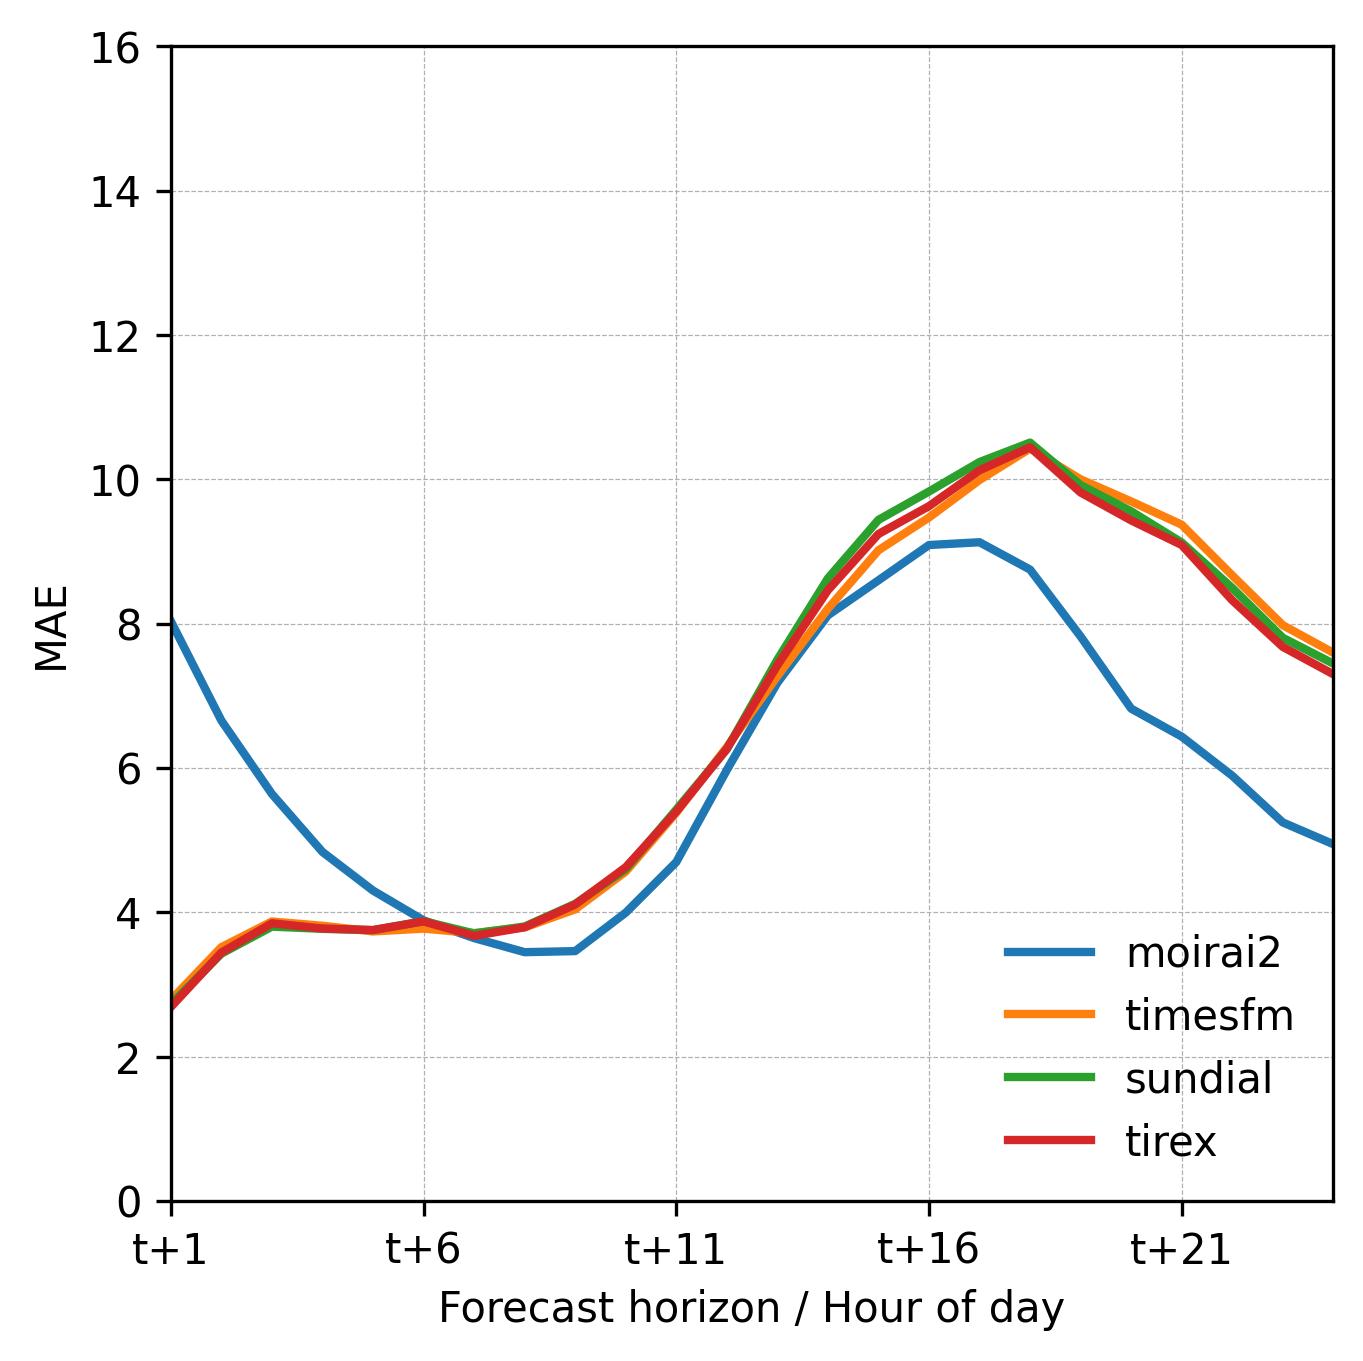 16
14
12
10
8
6
4
2
0
MAE
moirai2
timesfm
sundial
tirex
t+1 t+6 t+11 t+16 t+21
Forecast horizon / Hour of day